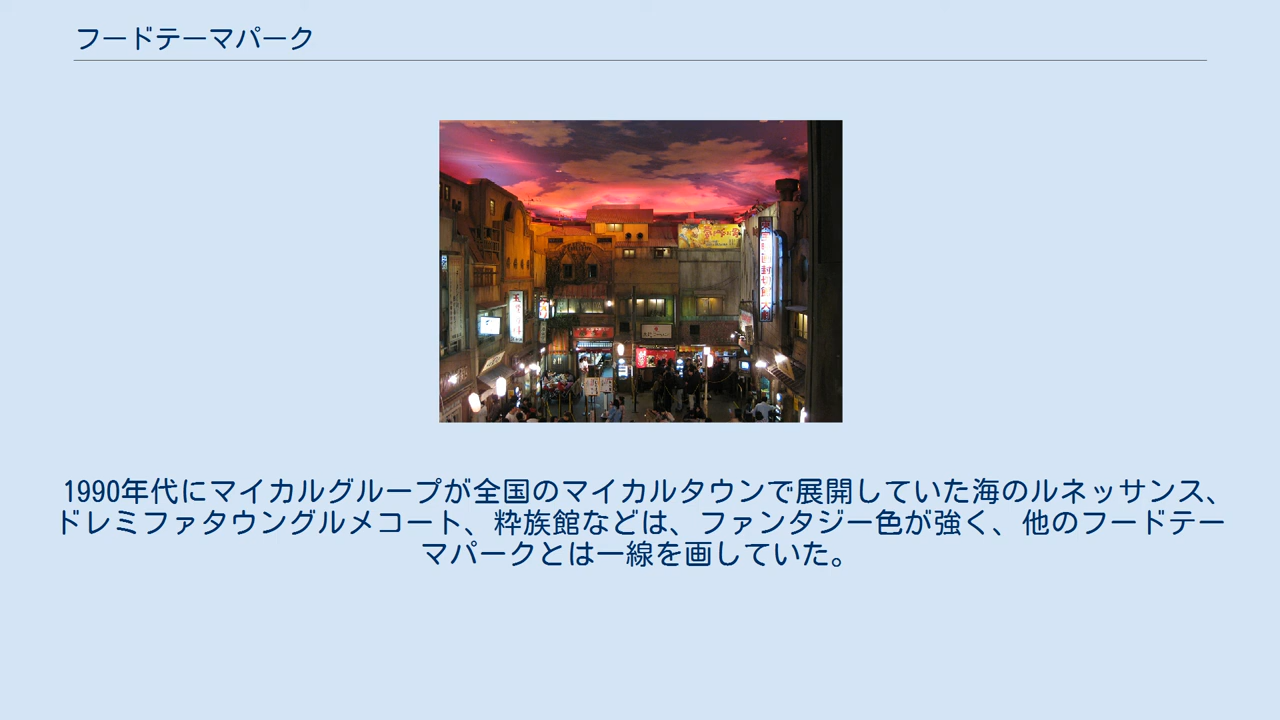 フードテーマパーク
1990年代にマイカルグループが全国のマイカルタウンで展開していた海のルネッサンス、
ドレミファタウングルメコート、粋族館などは、ファンタジー色が強く、他のフードテー
マパークとは一線を画していた。